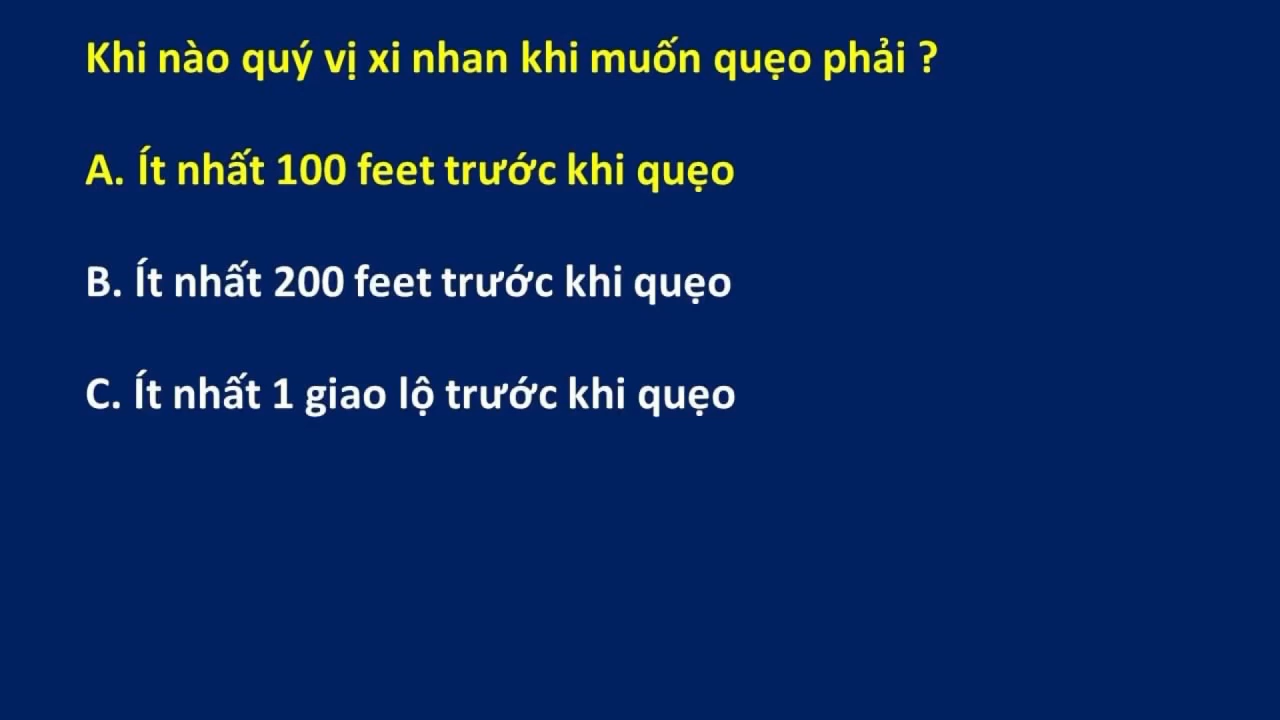 Khi nào quý vị xi nhan khi muốn quẹo phải ?
A. Ít nhất 100 feet trước khi quẹo
B. Ít nhất 200 feet trước khi quẹo
C. Ít nhất 1 giao lộ trước khi quẹo